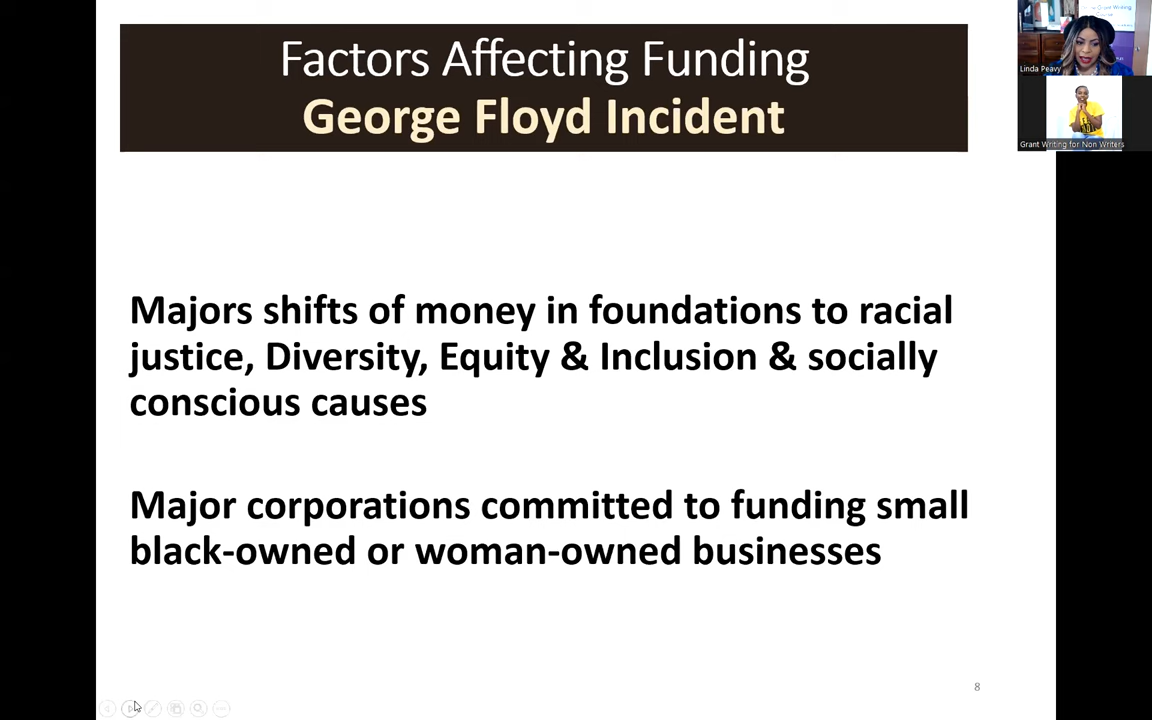 Factors Affecting Funding
George Floyd Incident
Majors shifts of money in foundations to racial
justice, Diversity, Equity & Inclusion & socially
conscious causes
Major corporations committed to funding small
black-owned or woman-owned businesses
8
Linda Peavy
Grant Writing for Non Writers